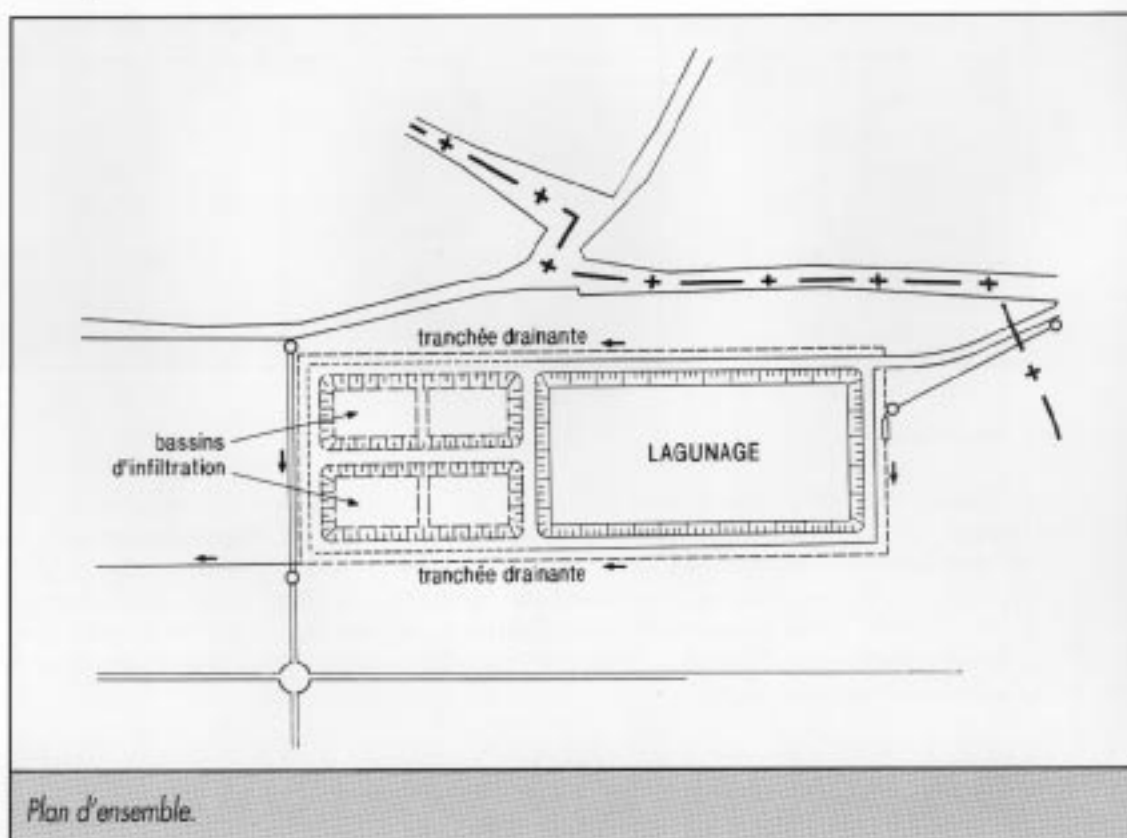 tranchée drainante
bassins
d'infiltration
LAGUNAGE
tranchée drainante
Plan d'ensemble.